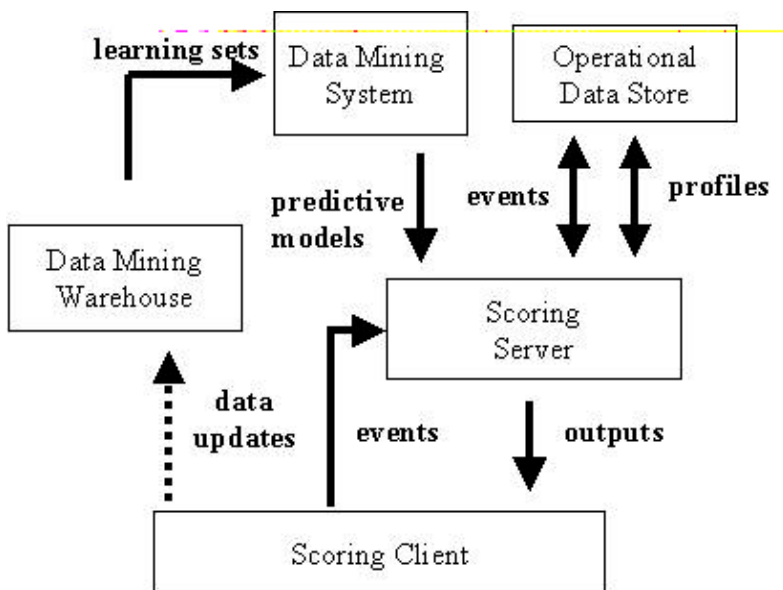 learning sets
Data Mining
System
Operational
Data Store
predictive
models
events
profiles
Data Mining
Warehouse
Scoring
Server
data
updates
events
outputs
Scoring Client